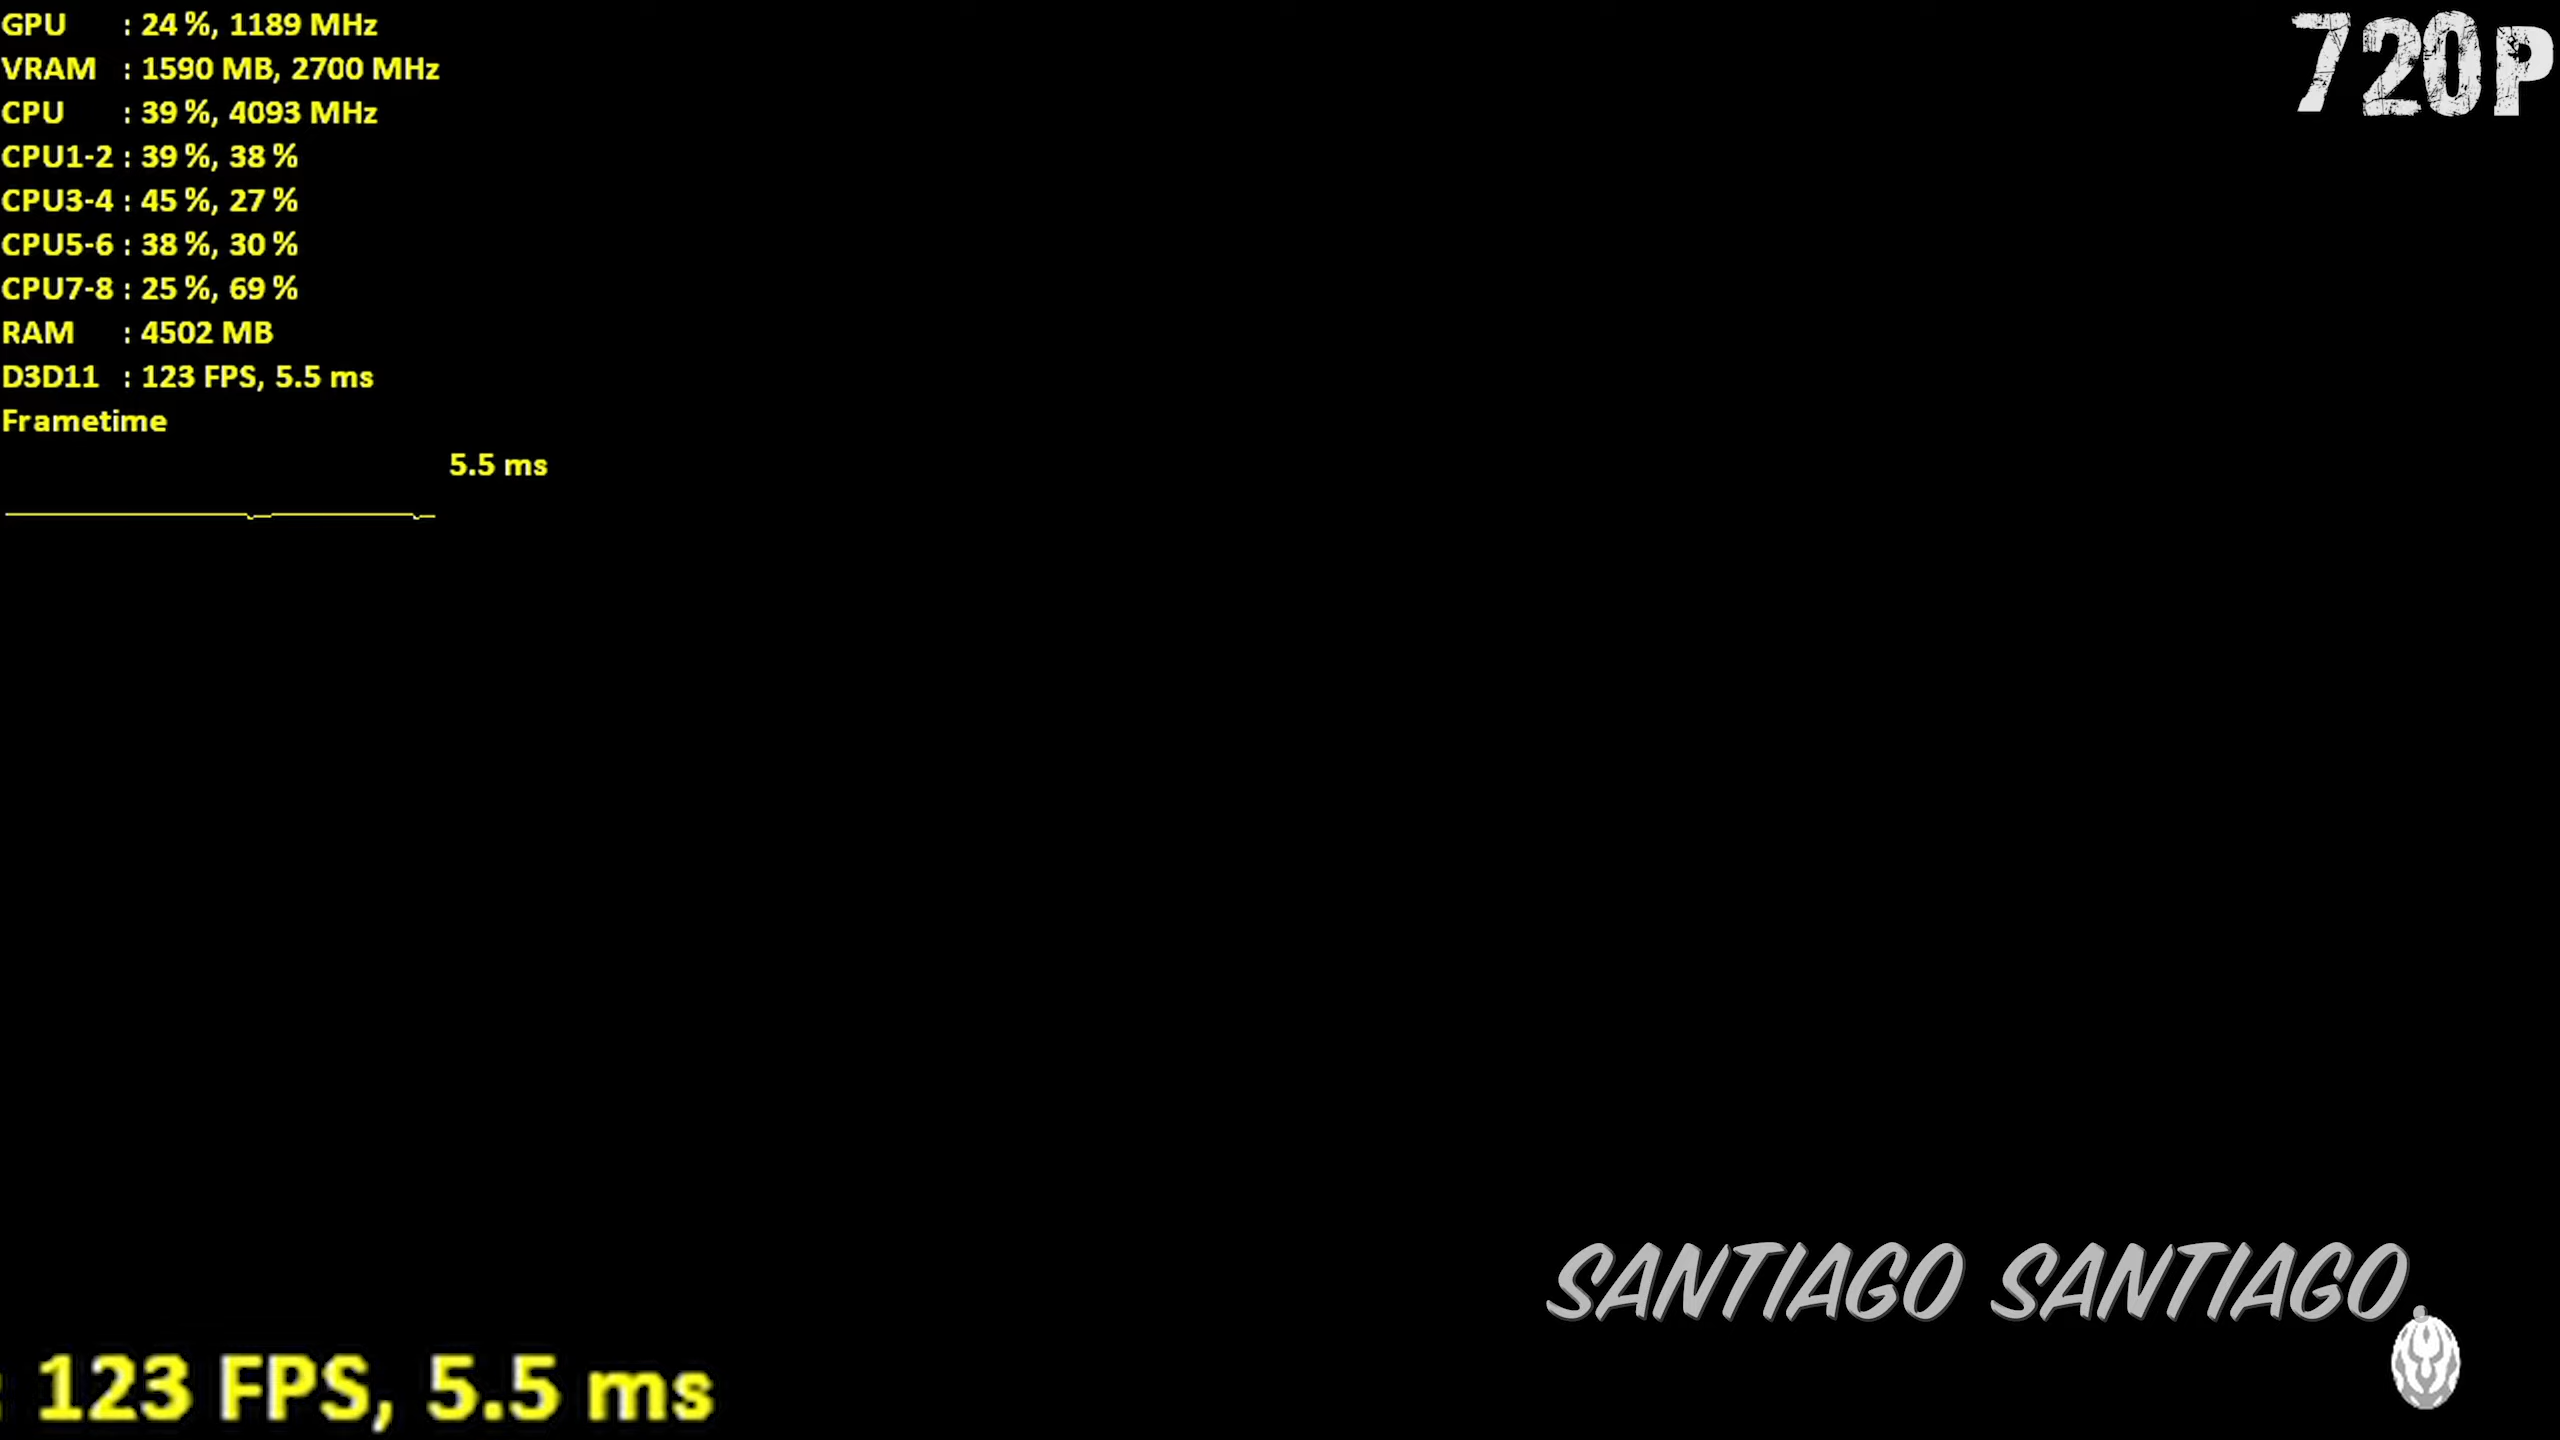 GPU : 24 %, 1189 MHz
VRAM : 1590 MB, 2700 MHz
CPU : 39 %, 4093 MHz
CPU1-2 : 39 %, 38 %
CPU3-4 : 45 %, 27 %
CPU5-6 : 38 %, 30 %
CPU7-8 : 25 %, 69 %
RAM : 4502 MB
D3D11 : 123 FPS, 5.5 ms
Frametime
5.5 ms
720P
SANTIAGO SANTIAGO.
: 123 FPS, 5.5 ms